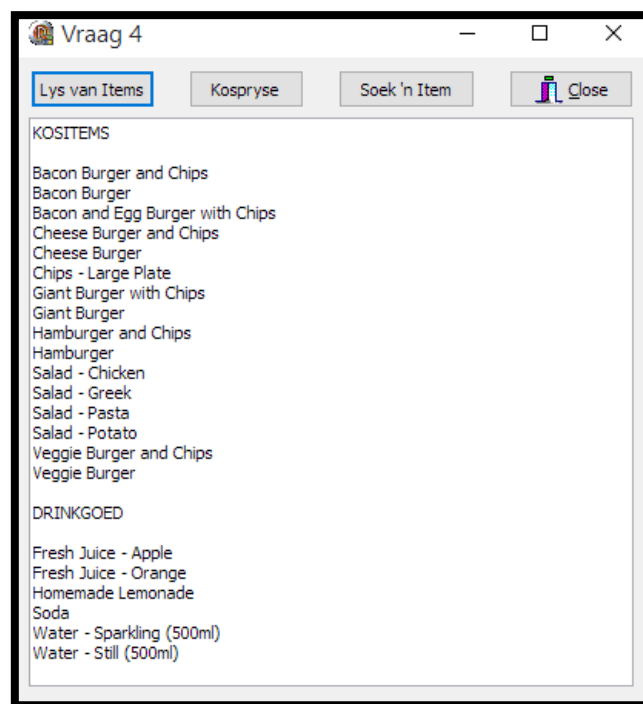 Vraag 4
Lys van Items Kospryse Soek 'n Item Close
KOSITEMS
Bacon Burger and Chips
Bacon Burger
Bacon and Egg Burger with Chips
Cheese Burger and Chips
Cheese Burger
Chips - Large Plate
Giant Burger with Chips
Giant Burger
Hamburger and Chips
Hamburger
Salad - Chicken
Salad - Greek
Salad - Pasta
Salad - Potato
Veggie Burger and Chips
Veggie Burger
DRINKGOED
Fresh Juice - Apple
Fresh Juice - Orange
Homemade Lemonade
Soda
Water - Sparkling (500ml)
Water - Still (500ml)